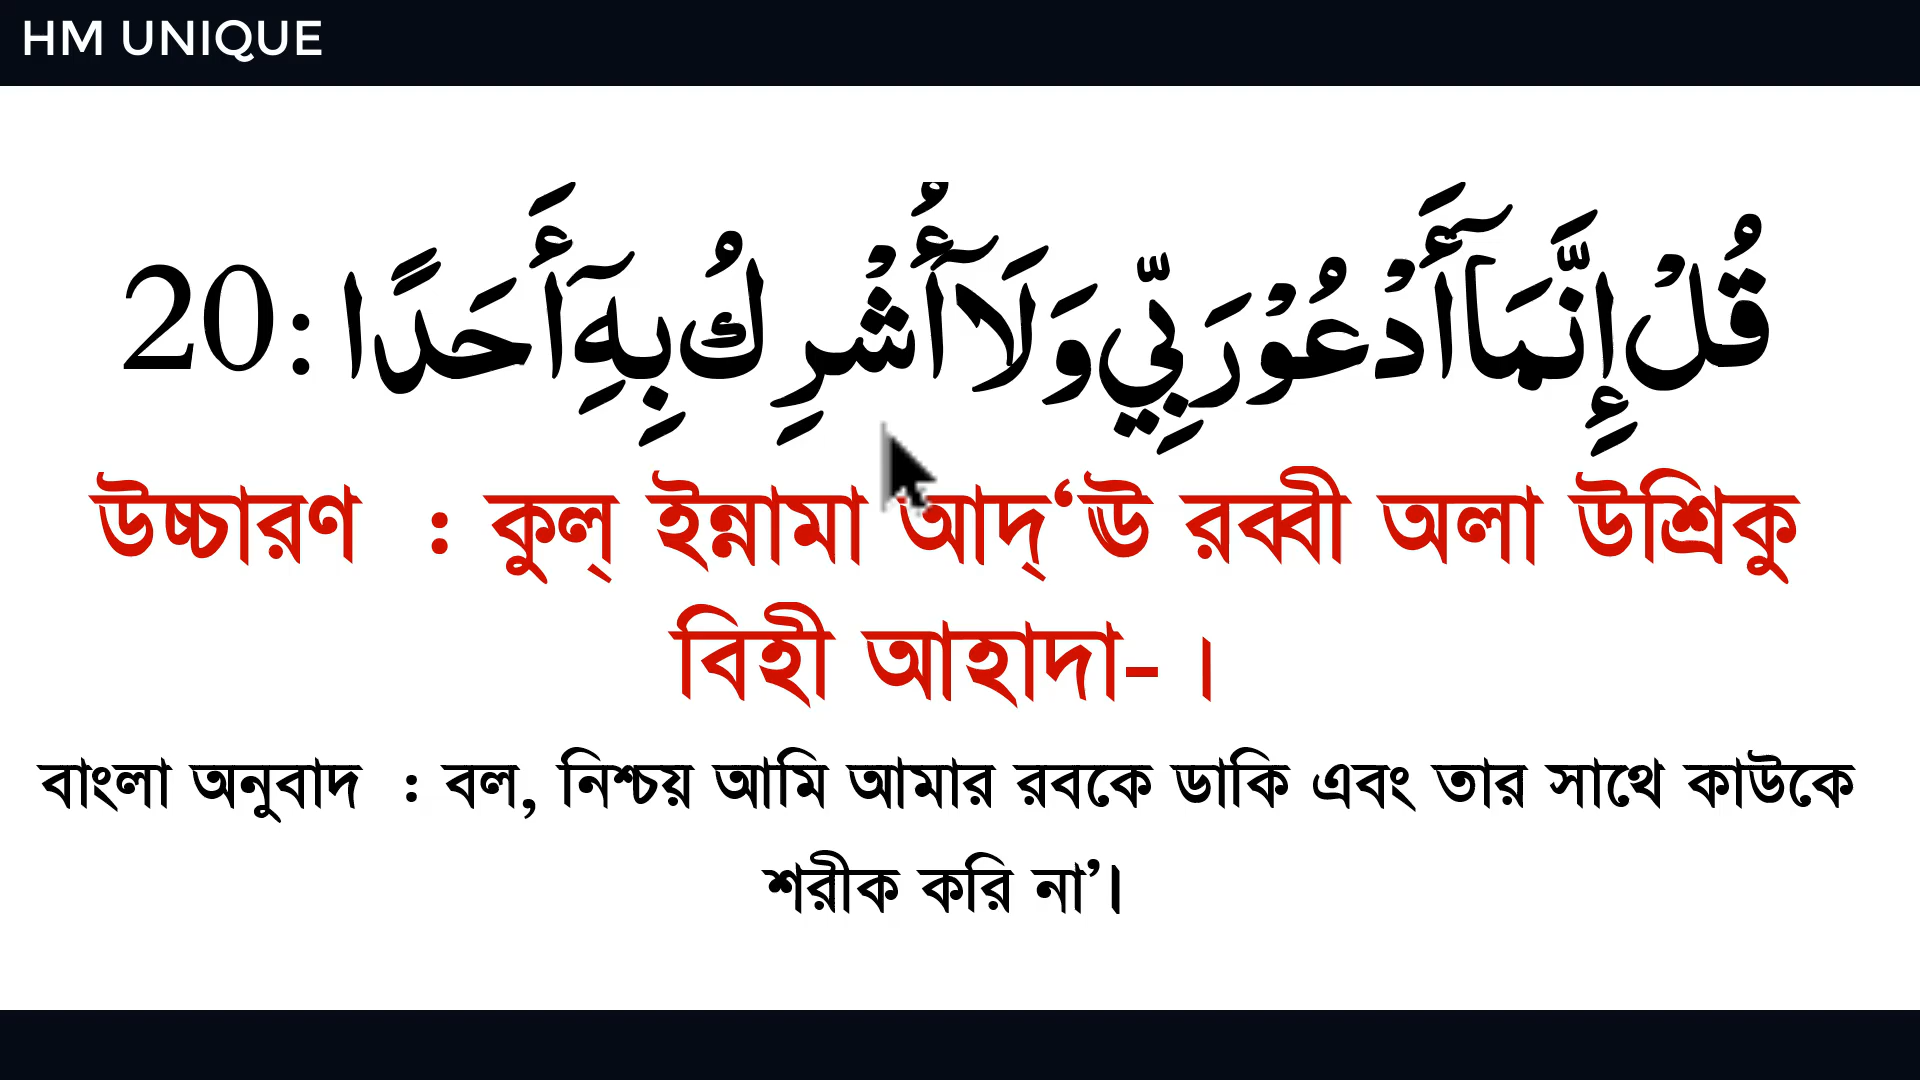 HM UNIQUE
20: قُلْ إِنَّمَآ أَدْعُوْ رَبِّي وَلَآ أُشْرِكُ بِهِٓ أَحَدًا
উচ্চারণ : কুল্ ইন্নামা আদ্‘ঊ রব্বী অলা উশ্রিকু
বিহী আহাদা- ।
বাংলা অনুবাদ : বল, নিশ্চয় আমি আমার রবকে ডাকি এবং তার সাথে কাউকে
শরীক করি না’।